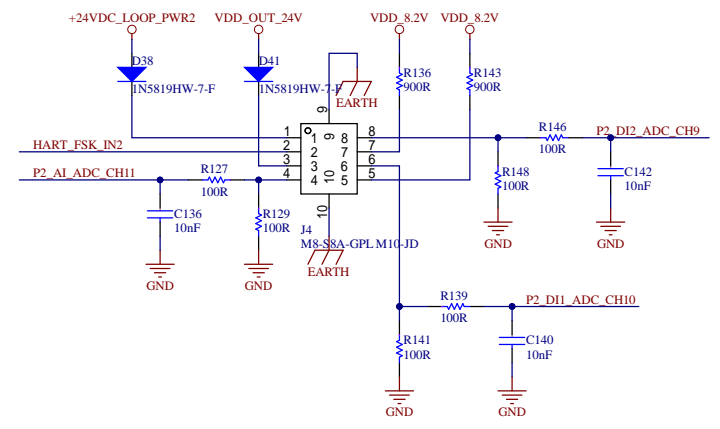 +24VDC_LOOP_PWR2
VDD_OUT_24V
VDD_8.2V
VDD_8.2V
D38
1N5819HW-7-F
D41
1N5819HW-7-F
EARTH
R136
900R
R143
900R
9
HART_FSK_IN2
P2_AI_ADC_CH11
1
2
3
4
1
2
3
4
9
10
8
7
6
5
8
7
6
5
R146
100R
P2_DI2_ADC_CH9
R127
100R
R148
100R
C142
10nF
C136
10nF
R129
100R
10
J4
M8-S8A-GPL M10-JD
GND
GND
EARTH
GND
GND
R139
100R
P2_DI1_ADC_CH10
R141
100R
C140
10nF
GND
GND